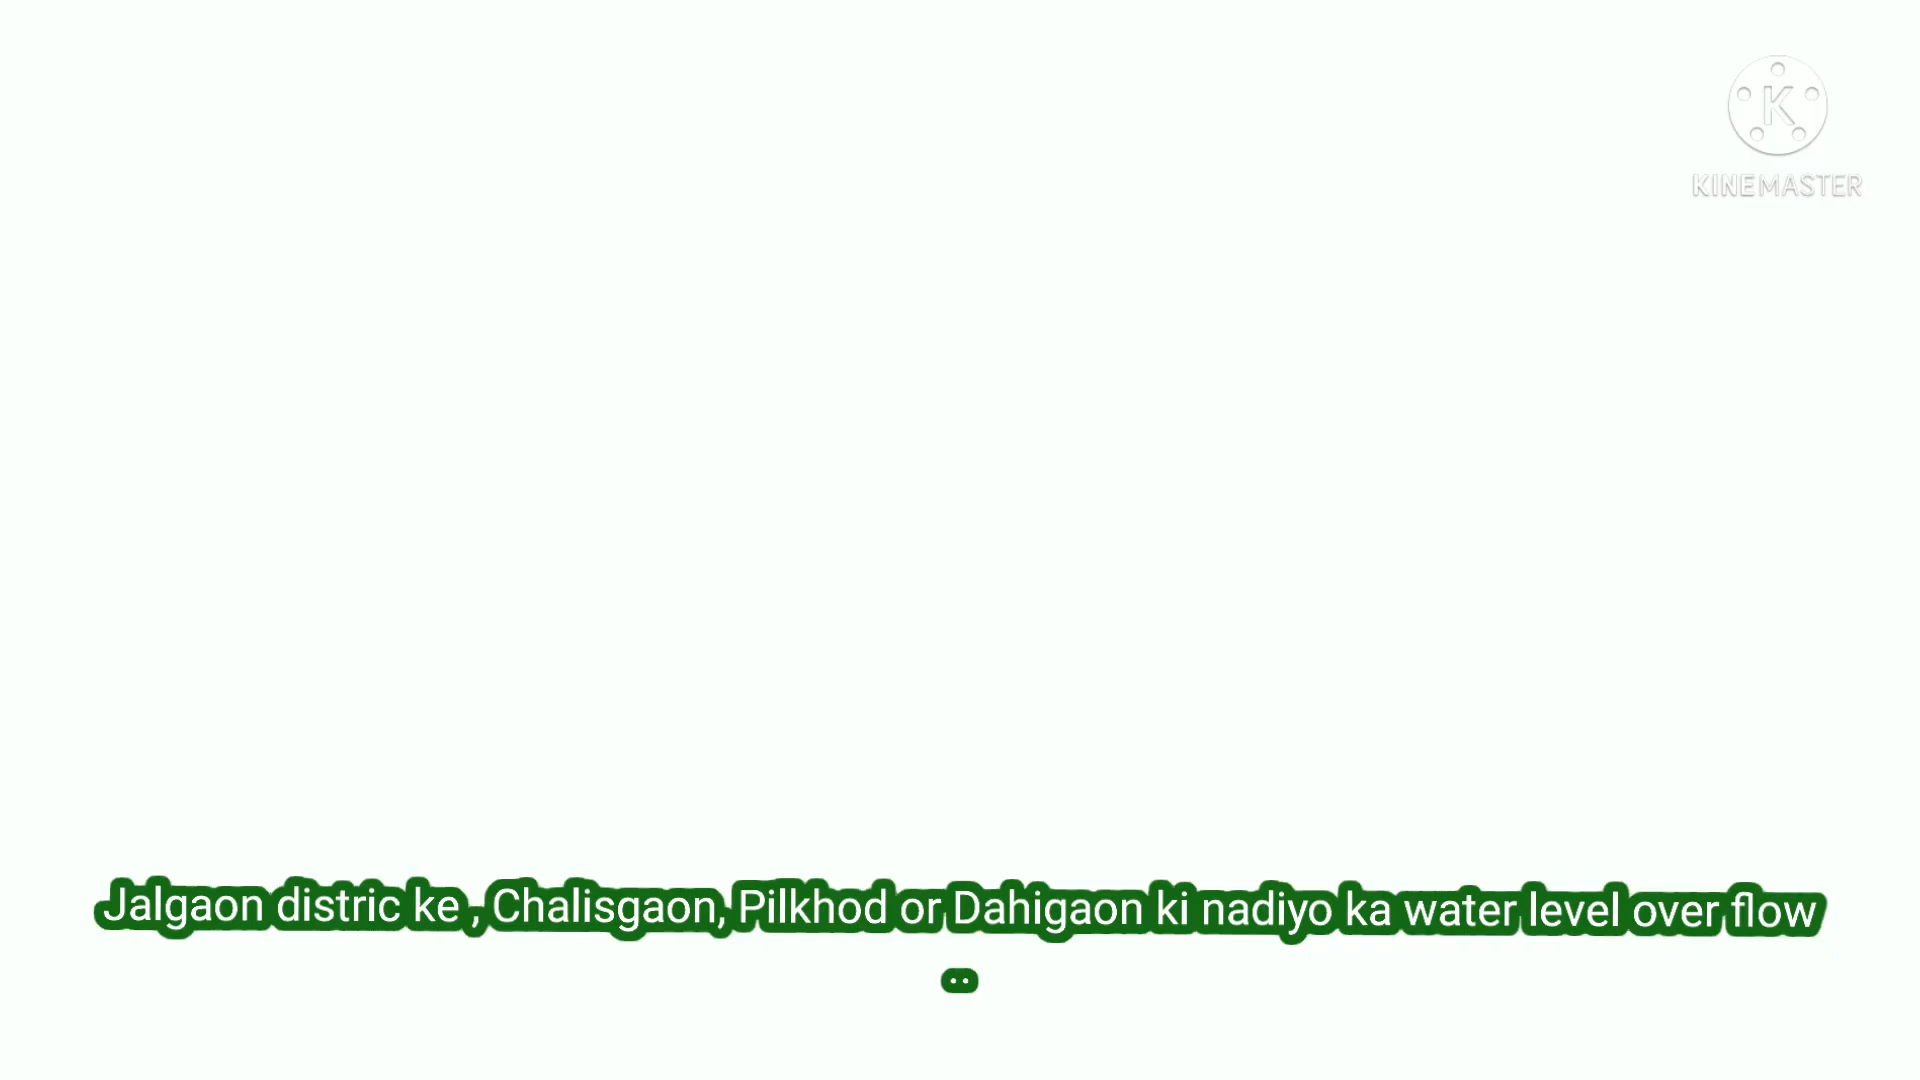 K
KINEMASTER
Jalgaon distric ke , Chalisgaon, Pilkhod or Dahigaon ki nadiyo ka water level over flow
..